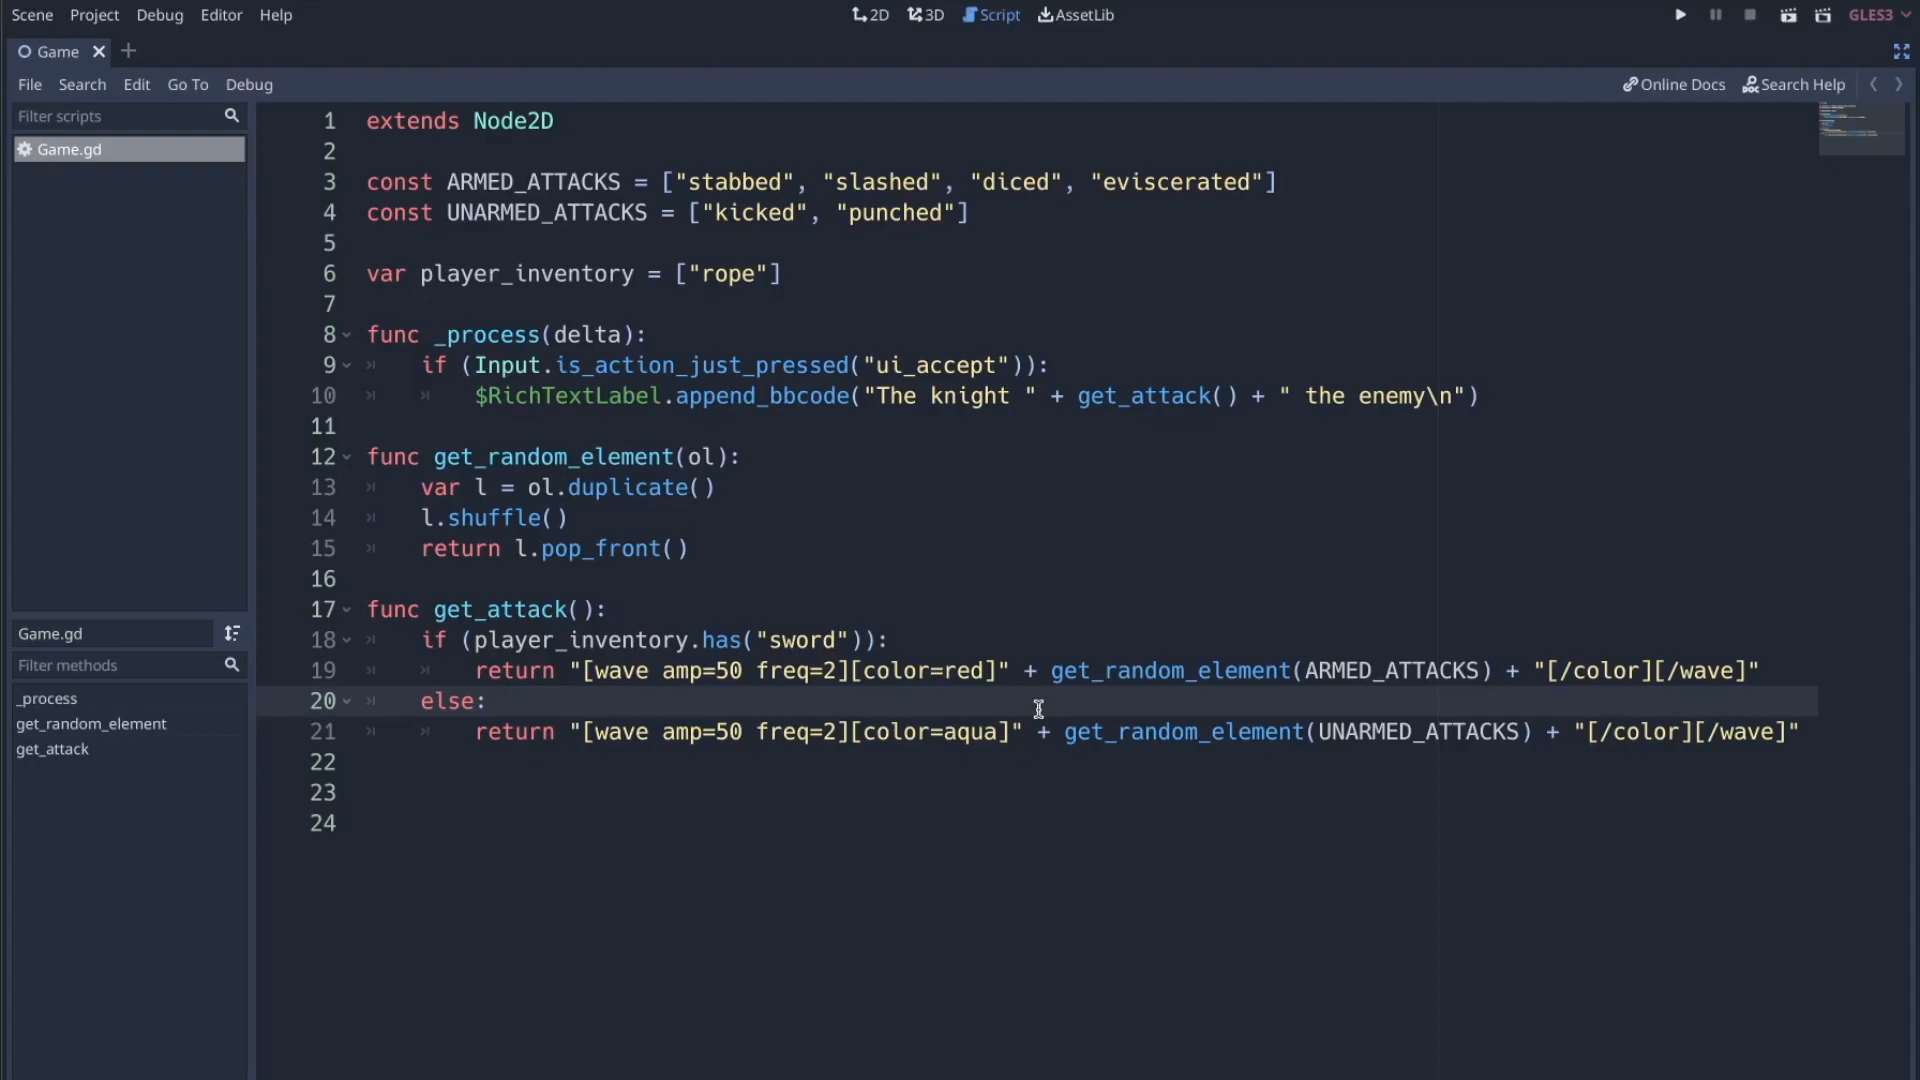 Scene Project Debug Editor Help 2D 3D Script AssetLib GLES3
Game
File Search Edit Go To Debug Online Docs Search Help
Filter scripts
Game.gd
Game.gd
Filter methods
_process
get_random_element
get_attack
1 extends Node2D
2
3 const ARMED_ATTACKS = ["stabbed", "slashed", "diced", "eviscerated"]
4 const UNARMED_ATTACKS = ["kicked", "punched"]
5
6 var player_inventory = ["rope"]
7
8 func _process(delta):
9 if (Input.is_action_just_pressed("ui_accept")):
10 $RichTextLabel.append_bbcode("The knight " + get_attack() + " the enemy\n")
11
12 func get_random_element(ol):
13 var l = ol.duplicate()
14 l.shuffle()
15 return l.pop_front()
16
17 func get_attack():
18 if (player_inventory.has("sword")):
19 return "[wave amp=50 freq=2][color=red]" + get_random_element(ARMED_ATTACKS) + "[/color][/wave]"
20 else:
21 return "[wave amp=50 freq=2][color=aqua]" + get_random_element(UNARMED_ATTACKS) + "[/color][/wave]"
22
23
24